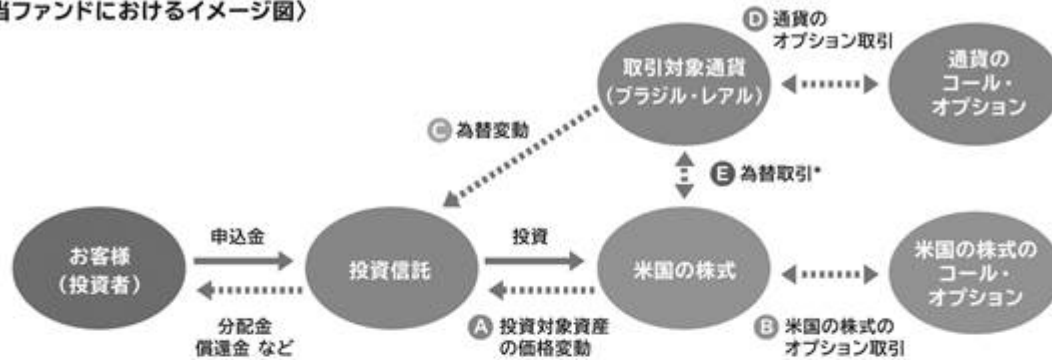 当ファンドにおけるイメージ図〉
D 通貨の
オプション取引
取引対象通貨
(ブラジル・レアル)
通貨の
コール・
オプション
C 為替変動
E 為替取引*
お客様
(投資者)
申込金
投資信託
投資
米国の株式
米国の株式の
コール・
オプション
分配金
償還金 など
A 投資対象資産
の価格変動
B 米国の株式の
オプション取引